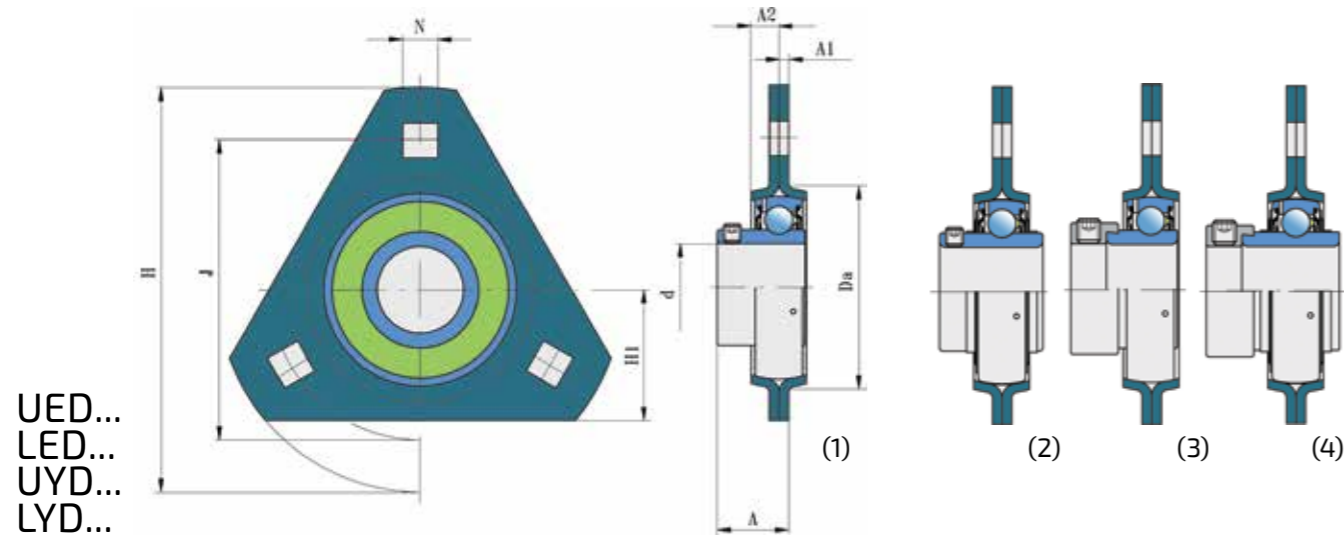 N
A2
A1
H
J
H1
d
Da
A
(1)
(2)
(3)
(4)
UED...
LED...
UYD...
LYD...